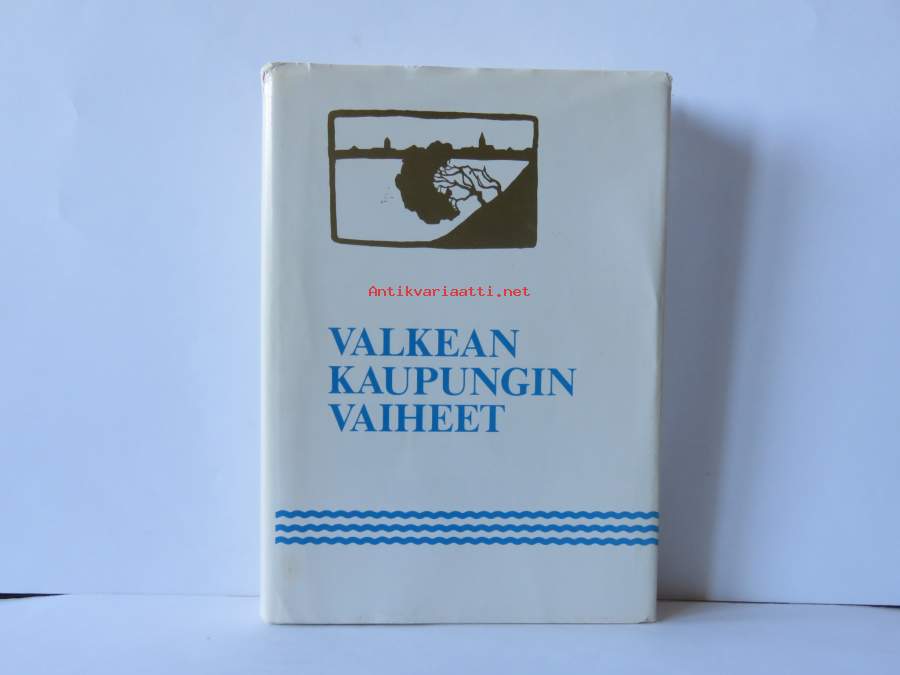 Antikvariaatti.net
VALKEAN
KAUPUNGIN
VAIHEET